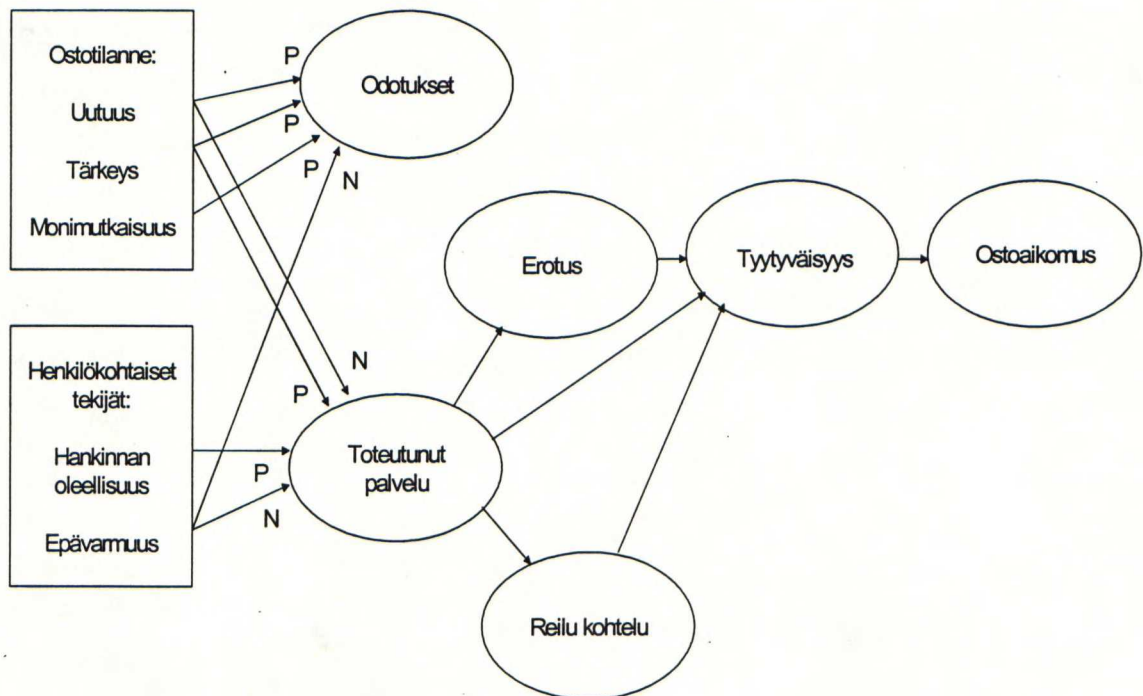 Ostotilanne:
Uutuus
Tärkeys
Monimutkaisuus
P
P
P
N
Odotukset
Henkilökohtaiset
tekijät:
Hankinnan
oleellisuus
Epävarmuus
N
P
P
N
Toteutunut
palvelu
Erotus
Tyytyväisyys
Ostoaikomus
Reilu kohtelu